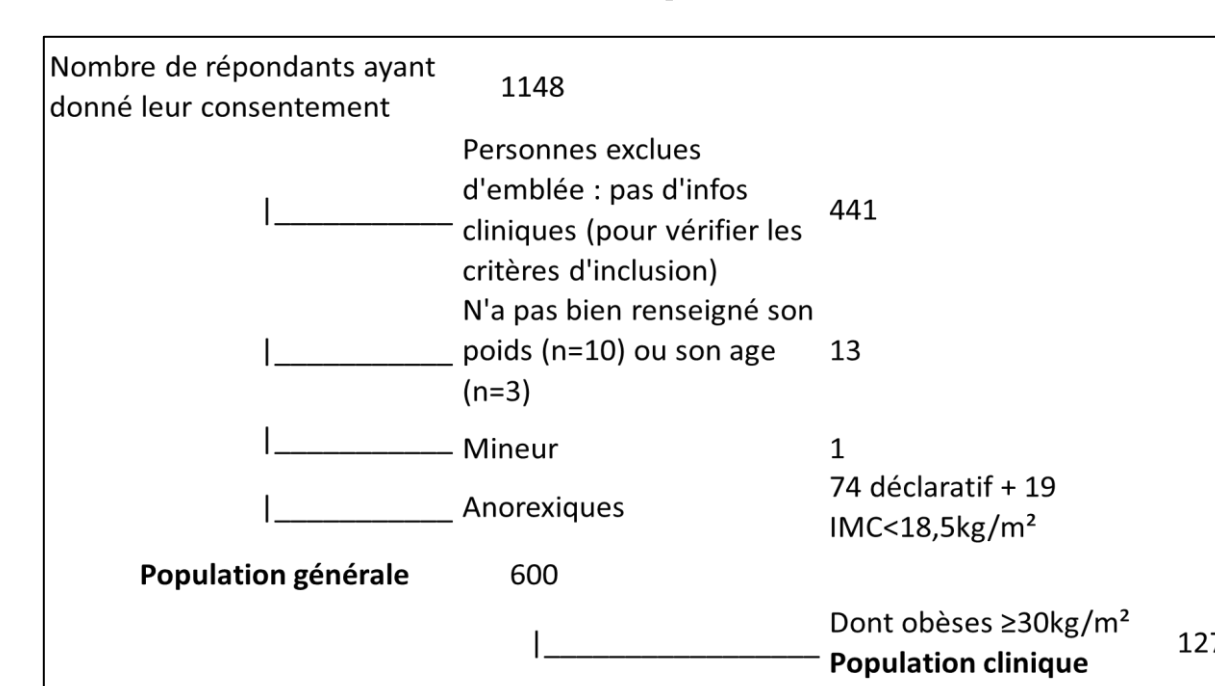 Nombre de répondants ayant
donné leur consentement
1148
Personnes exclues
d'emblée : pas d'infos
cliniques (pour vérifier les
critères d'inclusion)
441
N'a pas bien renseigné son
poids (n=10) ou son age
(n=3)
13
Mineur
1
Anorexiques
74 déclaratif + 19
IMC<18,5kg/m²
Population générale
600
Dont obèses ≥30kg/m²
Population clinique
127